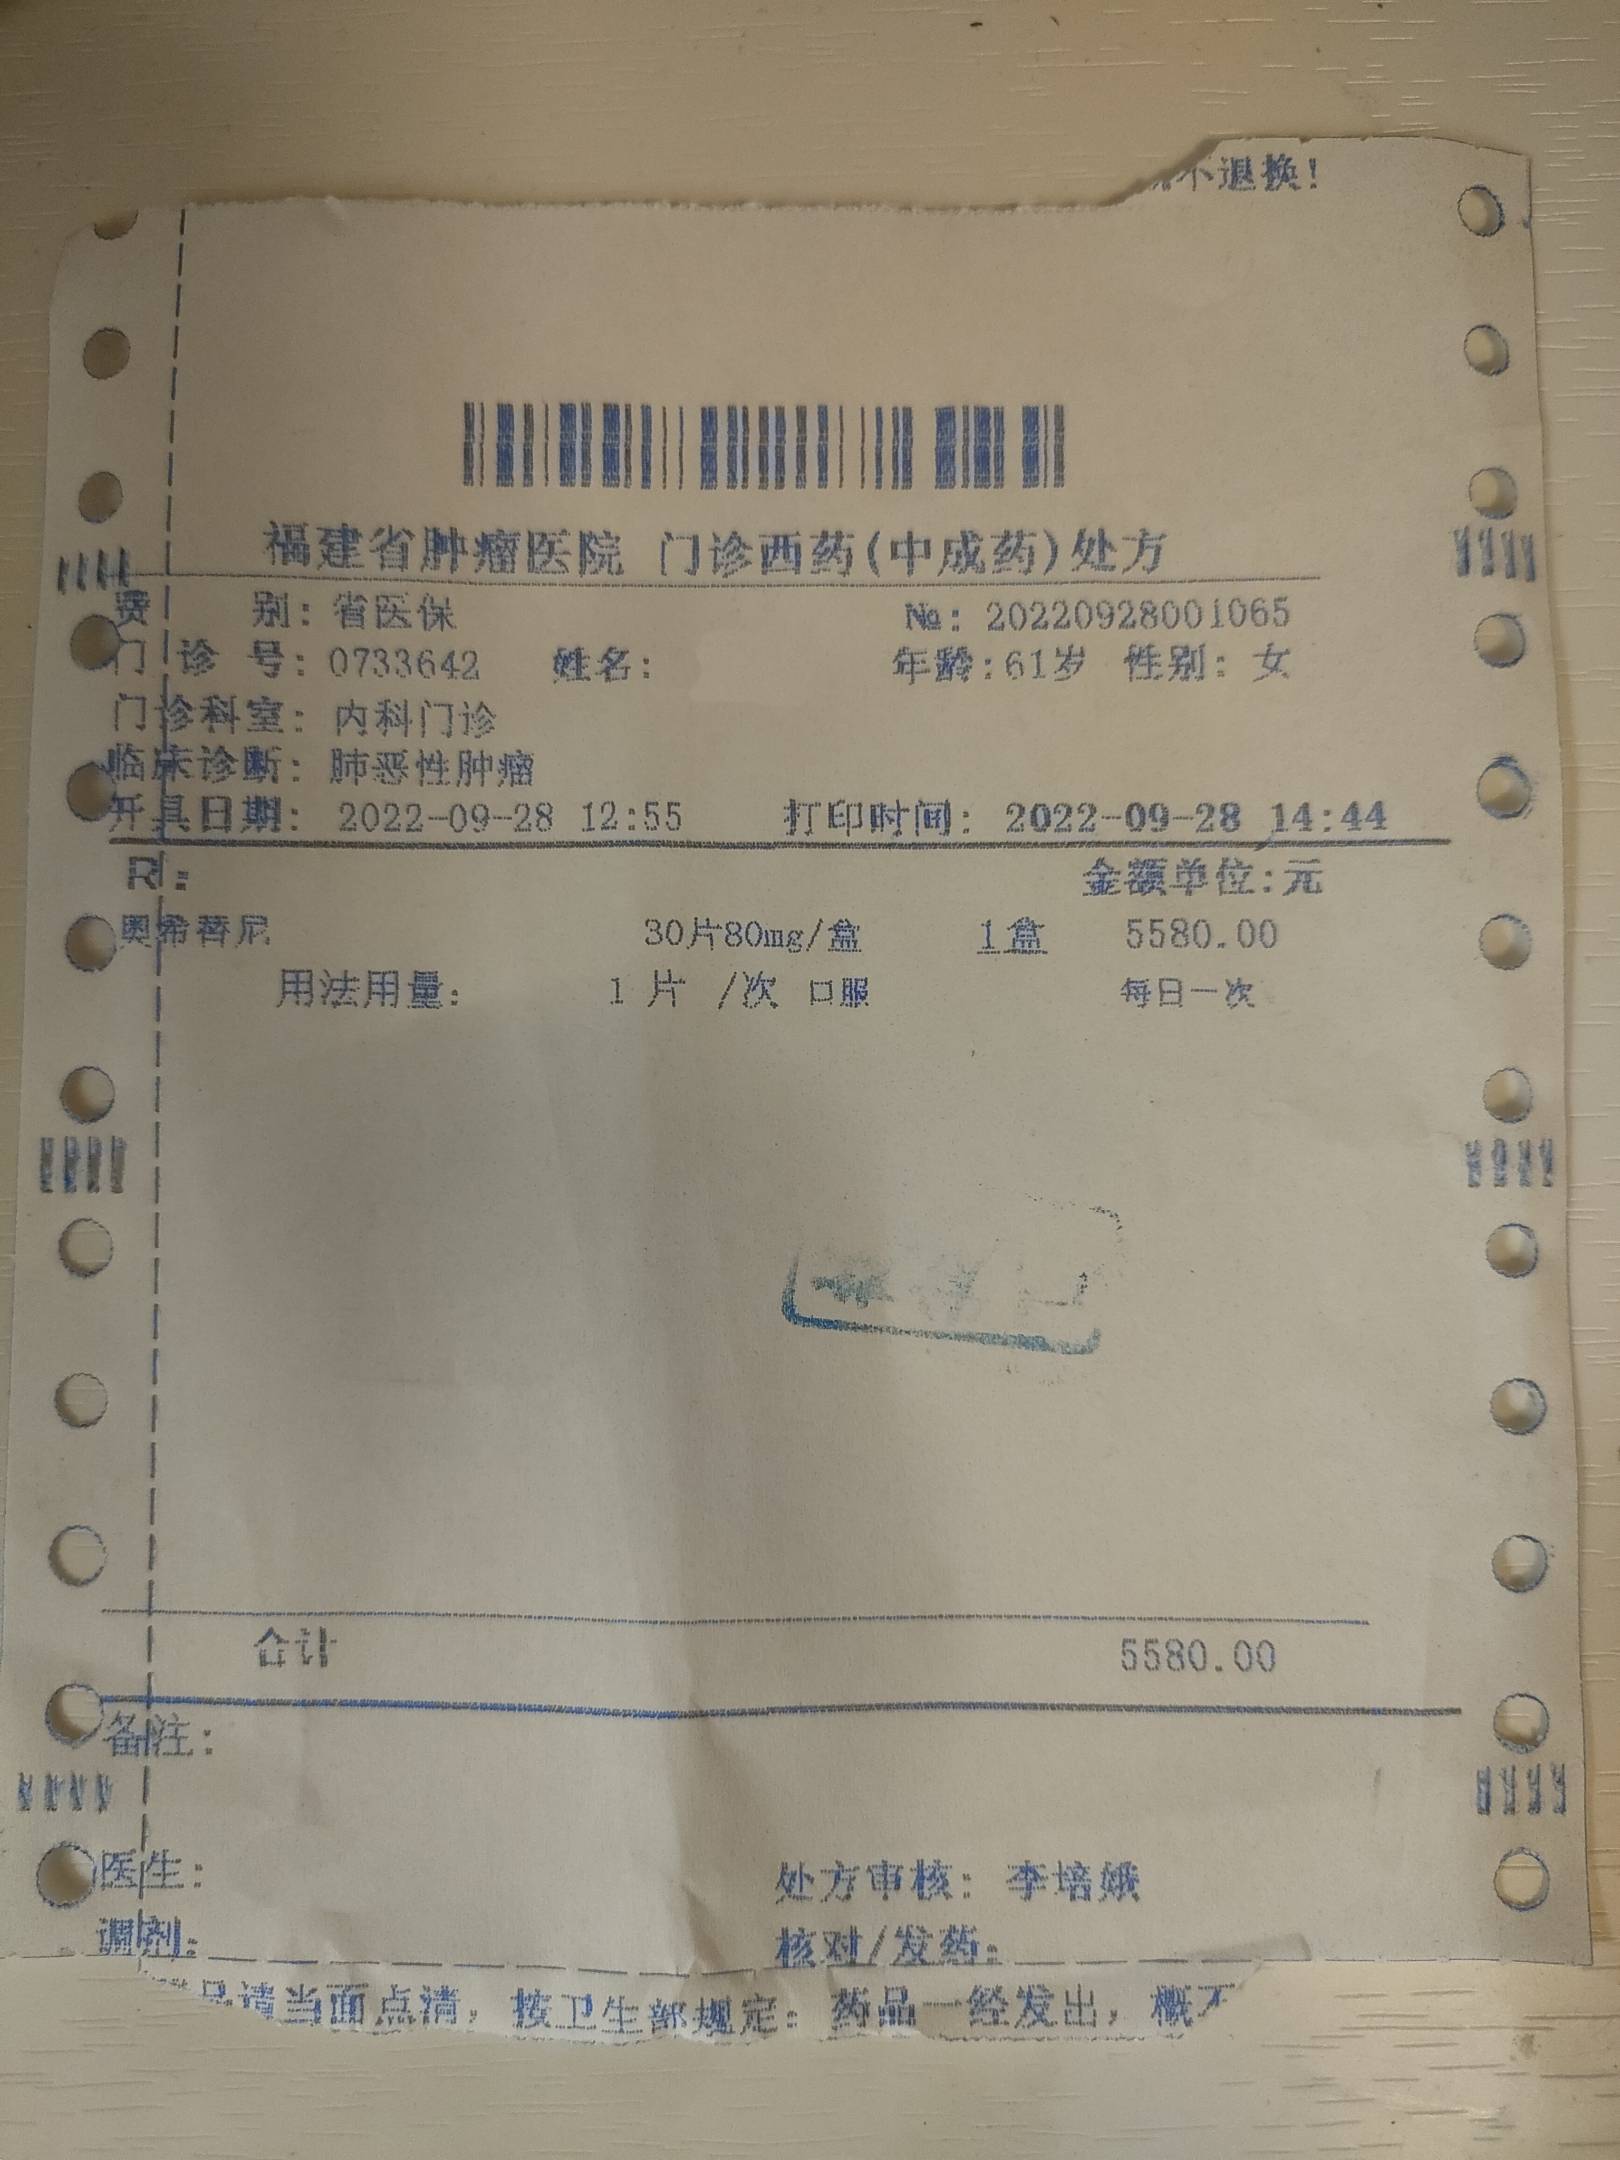 不退换!
福建省肿瘤医院 门诊西药(中成药)处方
费 别: 省医保 №: 20220928001065
门 诊 号: 0733642 姓名: 年龄:61岁 性别: 女
门诊科室: 内科门诊
临床诊断: 肺恶性肿瘤
开具日期: 2022-09-28 12:55 打印时间: 2022-09-28 14:44
R: 金额单位:元
奥希替尼 30片80mg/盒 1盒 5580.00
用法用量: 1 片 /次 口服 每日一次
合计 5580.00
备注:
医生: 处方审核: 李培娥
调剂: 核对/发药:
品请当面点清, 按卫生部规定: 药品一经发出, 概不